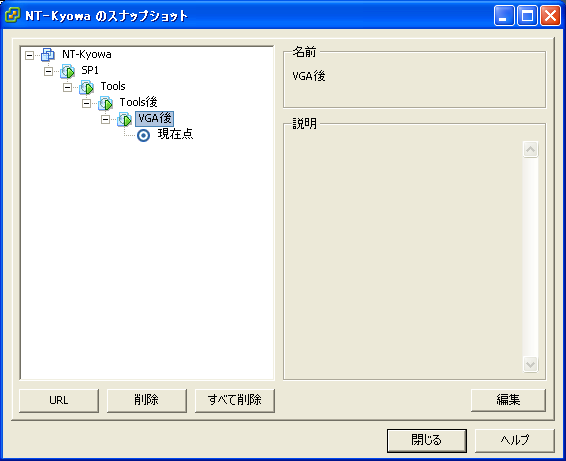 NT-Kyowa のスナップショット
NT-Kyowa
SP1
Tools
Tools後
VGA後
現在点
名前
VGA後
説明
URL
削除
すべて削除
編集
閉じる
ヘルプ